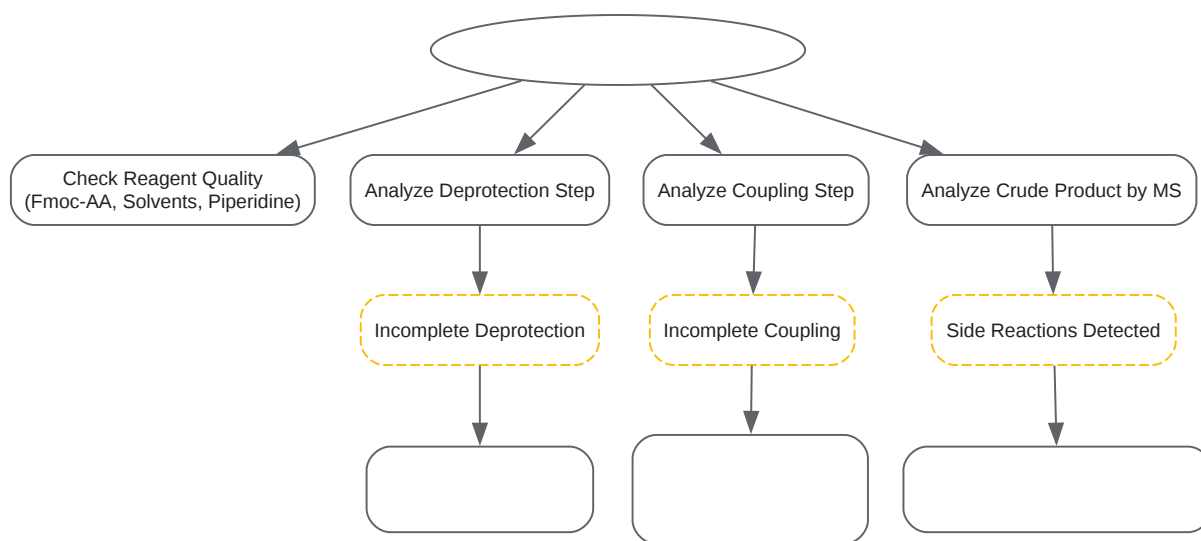 Check Reagent Quality
(Fmoc-AA, Solvents, Piperidine)
Analyze Deprotection Step
Analyze Coupling Step
Analyze Crude Product by MS
Incomplete Deprotection
Incomplete Coupling
Side Reactions Detected